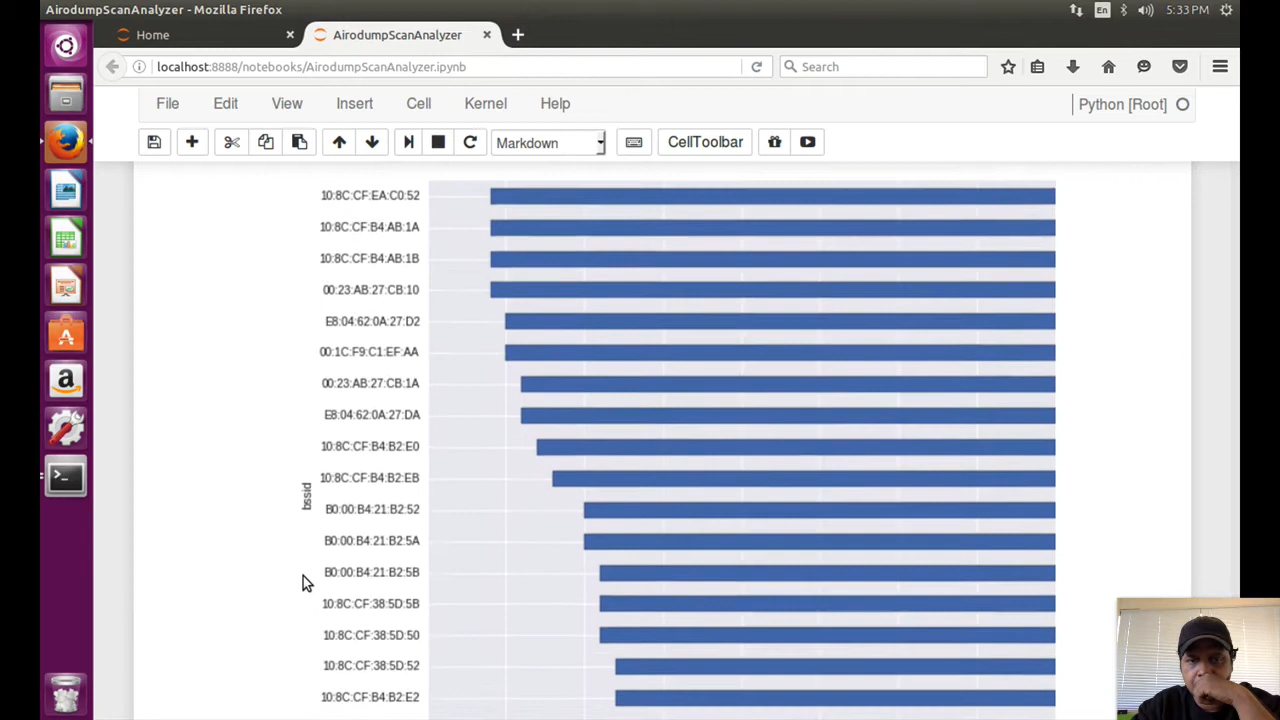 AirodumpScanAnalyzer - Mozilla Firefox
En
5:33 PM
Home
AirodumpScanAnalyzer
localhost:8888/notebooks/AirodumpScanAnalyzer.ipynb
Search
File Edit View Insert Cell Kernel Help
Python [Root]
Markdown
CellToolbar
10:8C:CF:EA:C0:52
10:8C:CF:B4:AB:1A
10:8C:CF:B4:AB:1B
00:23:AB:27:CB:10
E8:04:62:0A:27:D2
00:1C:F9:C1:EF:AA
00:23:AB:27:CB:1A
E8:04:62:0A:27:DA
10:8C:CF:B4:B2:E0
10:8C:CF:B4:B2:EB
bssid
B0:00:B4:21:B2:52
B0:00:B4:21:B2:5A
B0:00:B4:21:B2:5B
10:8C:CF:38:5D:5B
10:8C:CF:38:5D:50
10:8C:CF:38:5D:52
10:8C:CF:B4:B2:E2